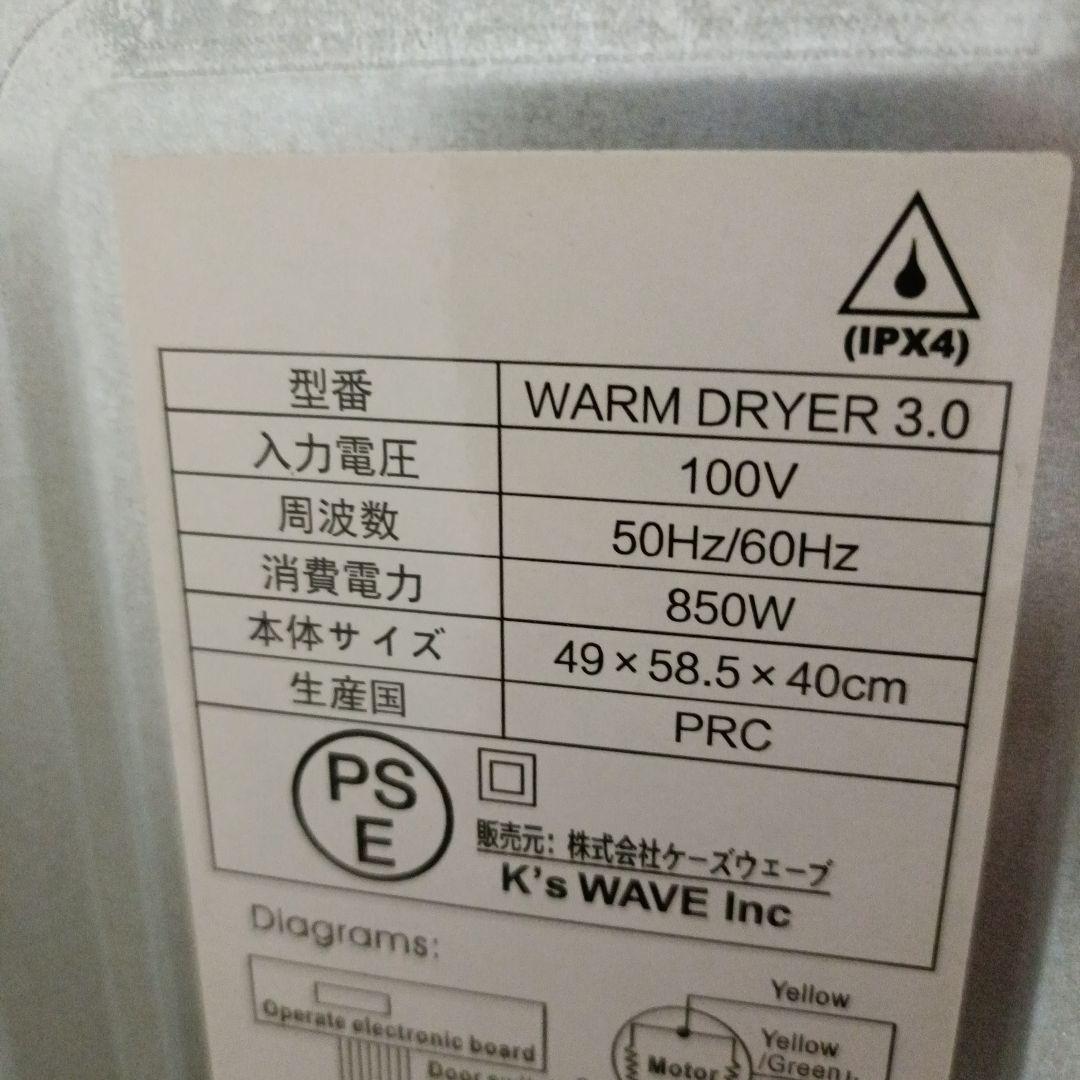 (IPX4)
型番 WARM DRYER 3.0
入力電圧 100V
周波数 50Hz/60Hz
消費電力 850W
本体サイズ 49×58.5×40cm
生産国 PRC
PS
E
販売元: 株式会社ケーズウエーブ
K's WAVE Inc
Diagrams:
Operate electronic board
Door
Yellow
Yellow
/Green
Motor